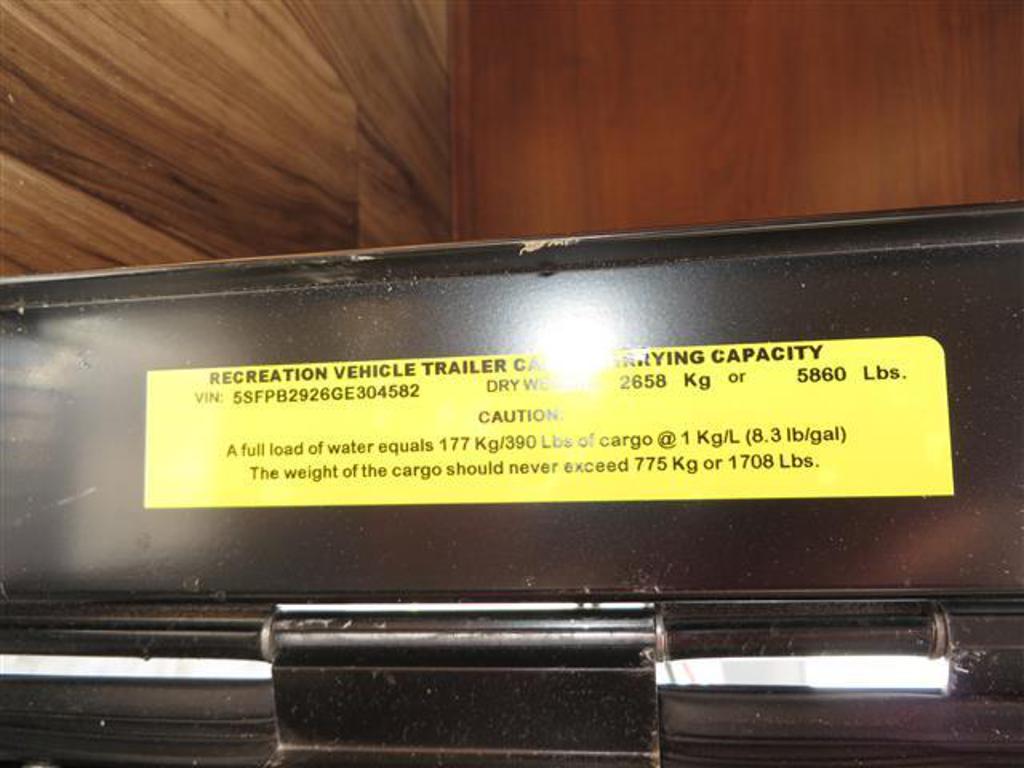 RECREATION VEHICLE TRAILER CARRYING CAPACITY
VIN: 5SFPB2926GE304582 DRY 2658 Kg or 5860 Lbs.
CAUTION:
A full load of water equals 177 Kg/390 Lbs of cargo @ 1 Kg/L (8.3 lb/gal)
The weight of the cargo should never exceed 775 Kg or 1708 Lbs.